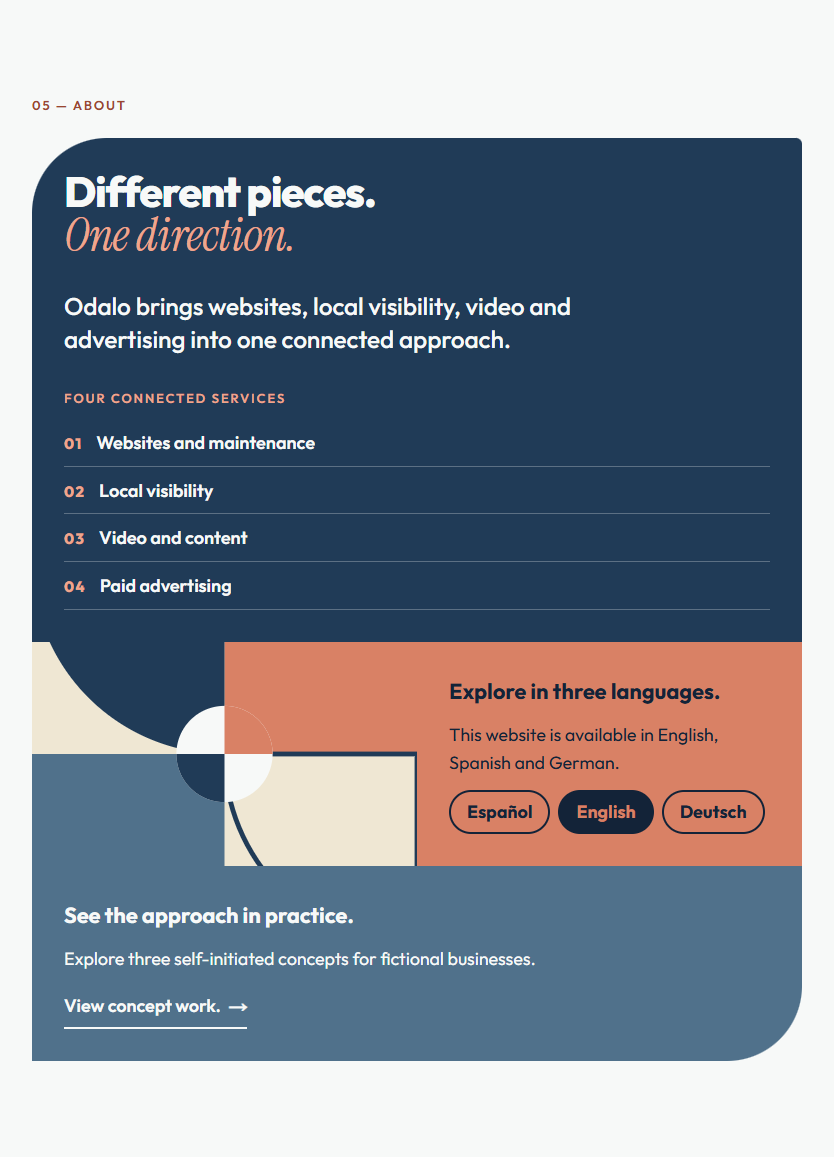 05 — ABOUT
Different pieces.
One direction.
Odalo brings websites, local visibility, video and
advertising into one connected approach.
FOUR CONNECTED SERVICES
01 Websites and maintenance
02 Local visibility
03 Video and content
04 Paid advertising
Explore in three languages.
This website is available in English,
Spanish and German.
Español English Deutsch
See the approach in practice.
Explore three self-initiated concepts for fictional businesses.
View concept work. →